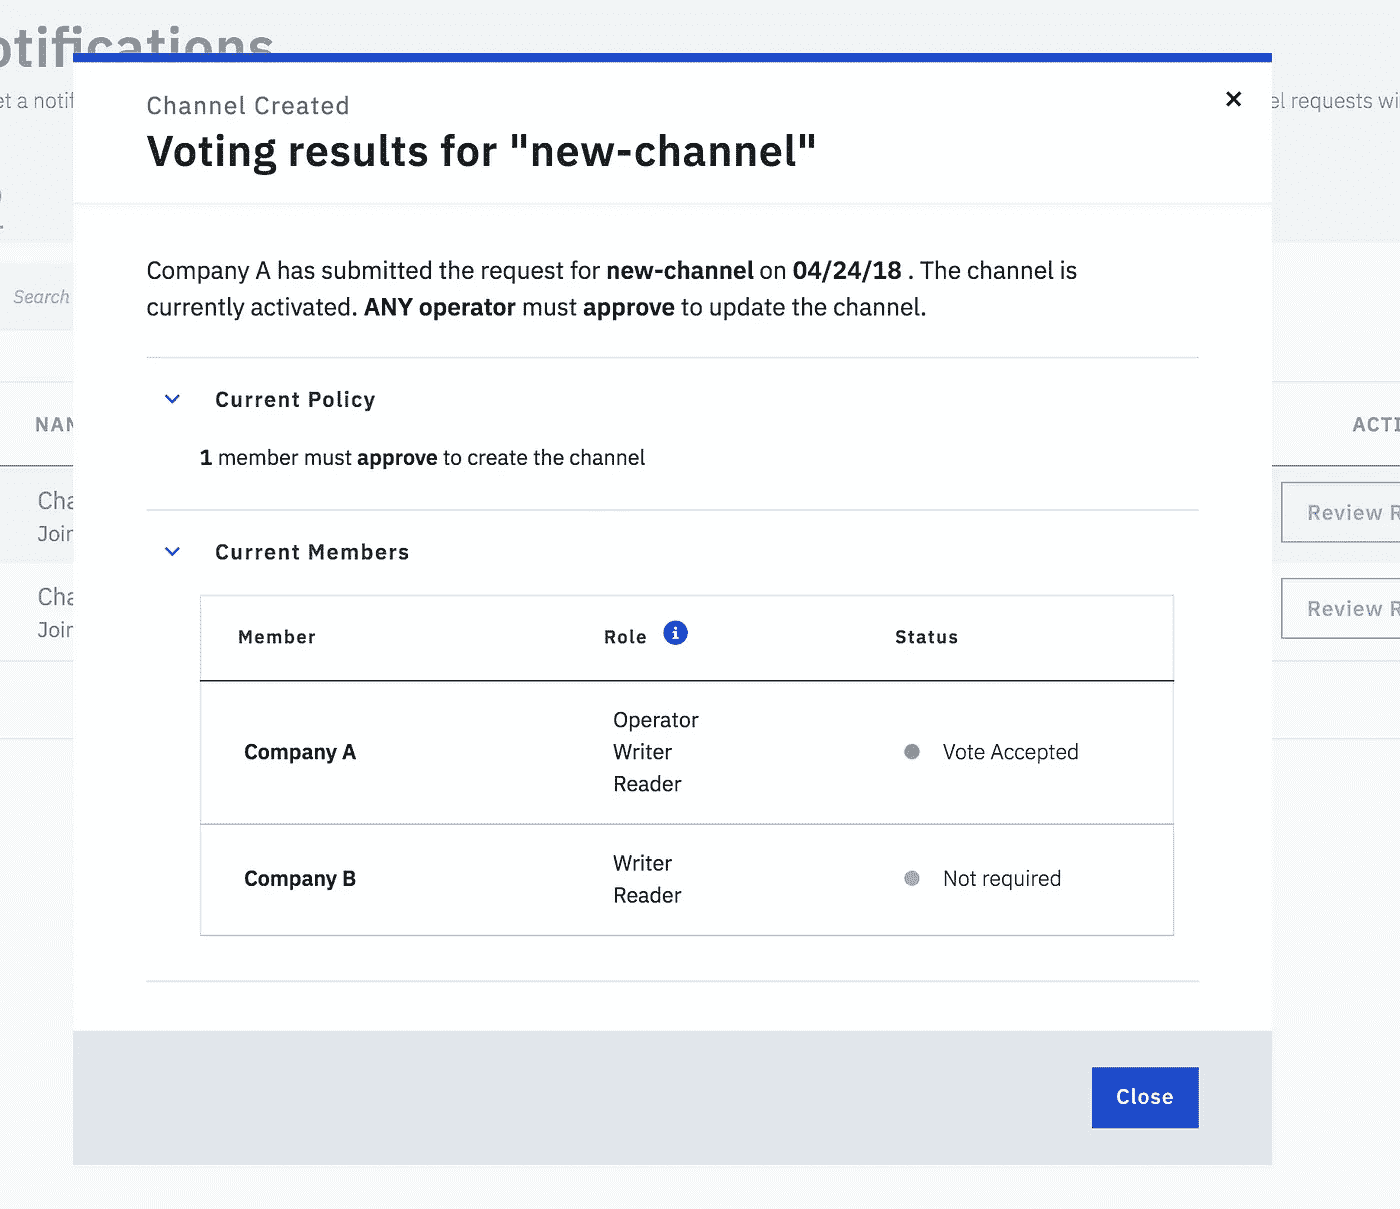 otifications
et a notif
el requests wi
Channel Created
Voting results for "new-channel"
Company A has submitted the request for new-channel on 04/24/18 . The channel is
currently activated. ANY operator must approve to update the channel.
Search
Current Policy
1 member must approve to create the channel
NAM
ACTI
Cha
Join
Review R
Current Members
Member Role i Status
Cha
Join
Review R
Operator
Company A Writer Vote Accepted
Reader
Writer
Company B Not required
Reader
Close